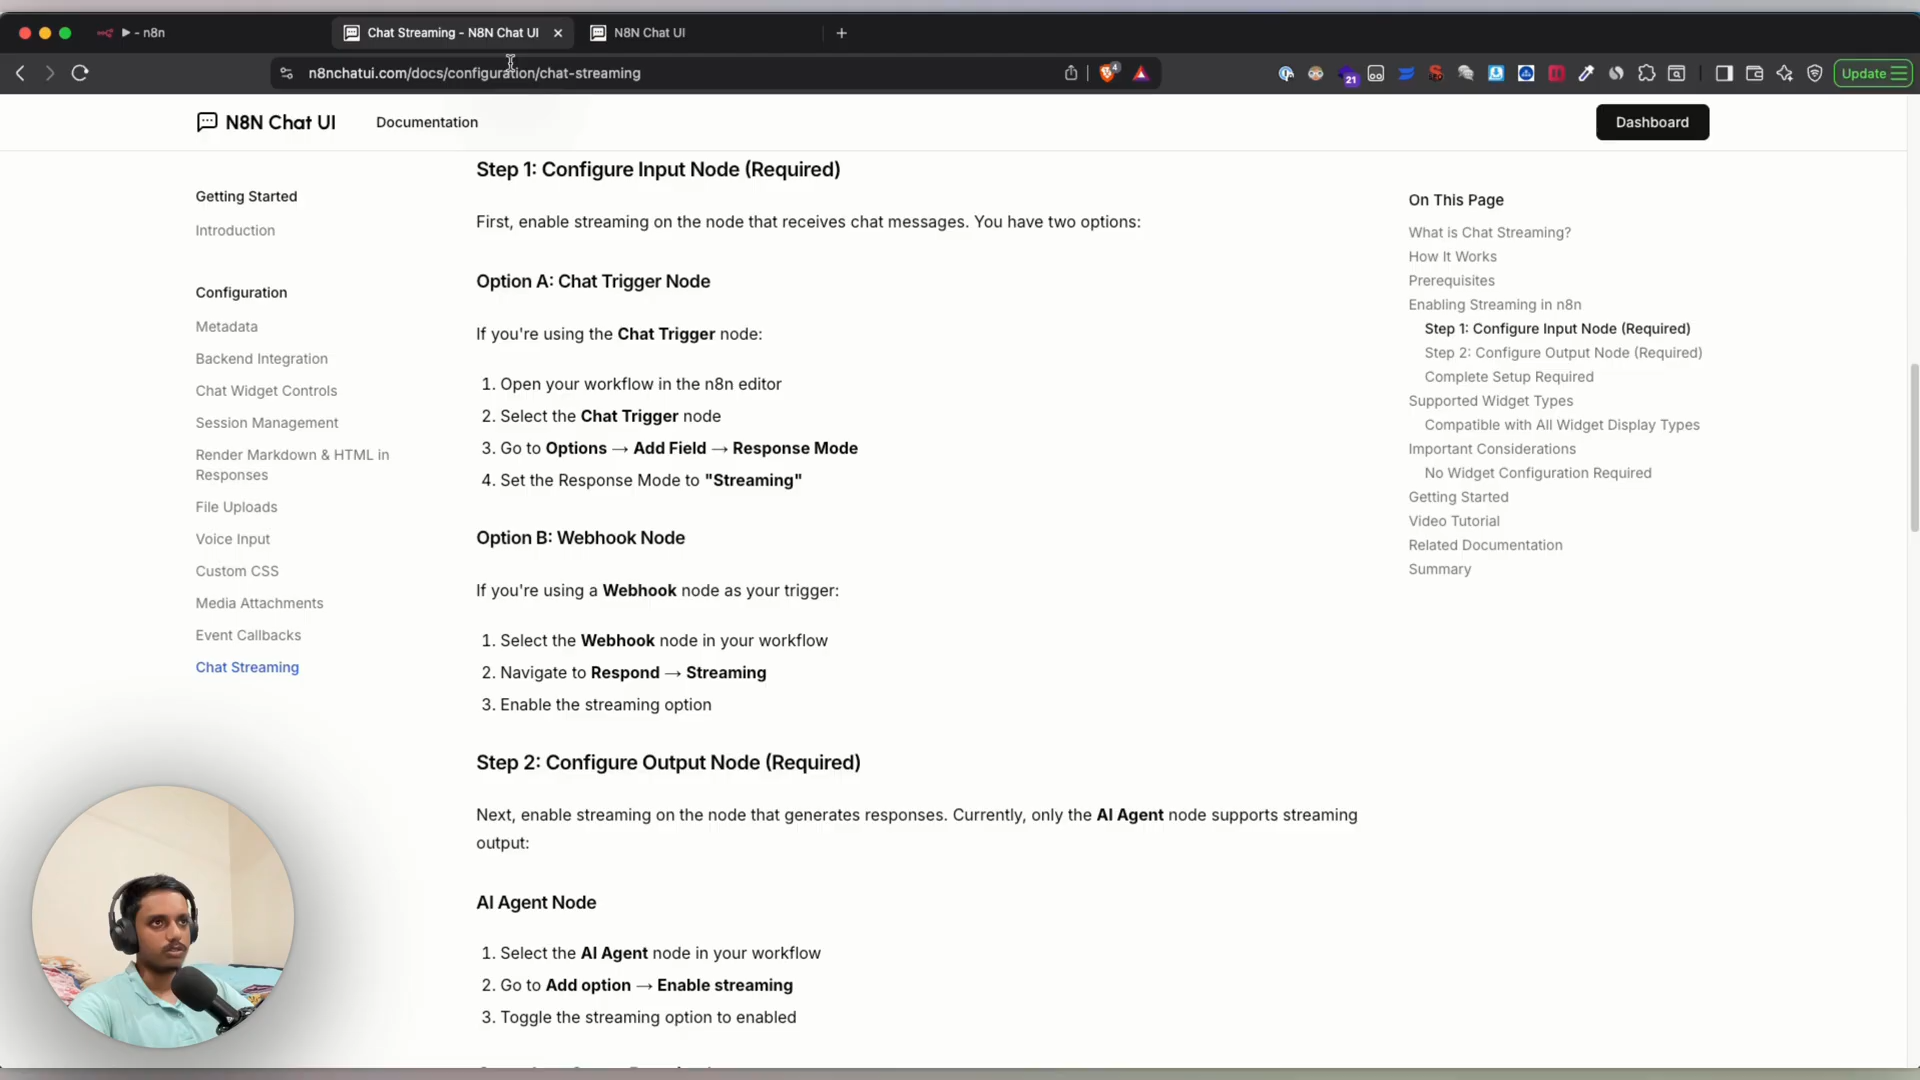 - n8n
Chat Streaming - N8N Chat UI
N8N Chat UI
n8nchatui.com/docs/configuration/chat-streaming
4
21
Update
N8N Chat UI
Documentation
Dashboard
Getting Started
Introduction
Configuration
Metadata
Backend Integration
Chat Widget Controls
Session Management
Render Markdown & HTML in
Responses
File Uploads
Voice Input
Custom CSS
Media Attachments
Event Callbacks
Chat Streaming
Step 1: Configure Input Node (Required)
First, enable streaming on the node that receives chat messages. You have two options:
Option A: Chat Trigger Node
If you're using the Chat Trigger node:
1. Open your workflow in the n8n editor
2. Select the Chat Trigger node
3. Go to Options → Add Field → Response Mode
4. Set the Response Mode to "Streaming"
Option B: Webhook Node
If you're using a Webhook node as your trigger:
1. Select the Webhook node in your workflow
2. Navigate to Respond → Streaming
3. Enable the streaming option
Step 2: Configure Output Node (Required)
Next, enable streaming on the node that generates responses. Currently, only the AI Agent node supports streaming
output:
AI Agent Node
1. Select the AI Agent node in your workflow
2. Go to Add option → Enable streaming
3. Toggle the streaming option to enabled
On This Page
What is Chat Streaming?
How It Works
Prerequisites
Enabling Streaming in n8n
Step 1: Configure Input Node (Required)
Step 2: Configure Output Node (Required)
Complete Setup Required
Supported Widget Types
Compatible with All Widget Display Types
Important Considerations
No Widget Configuration Required
Getting Started
Video Tutorial
Related Documentation
Summary